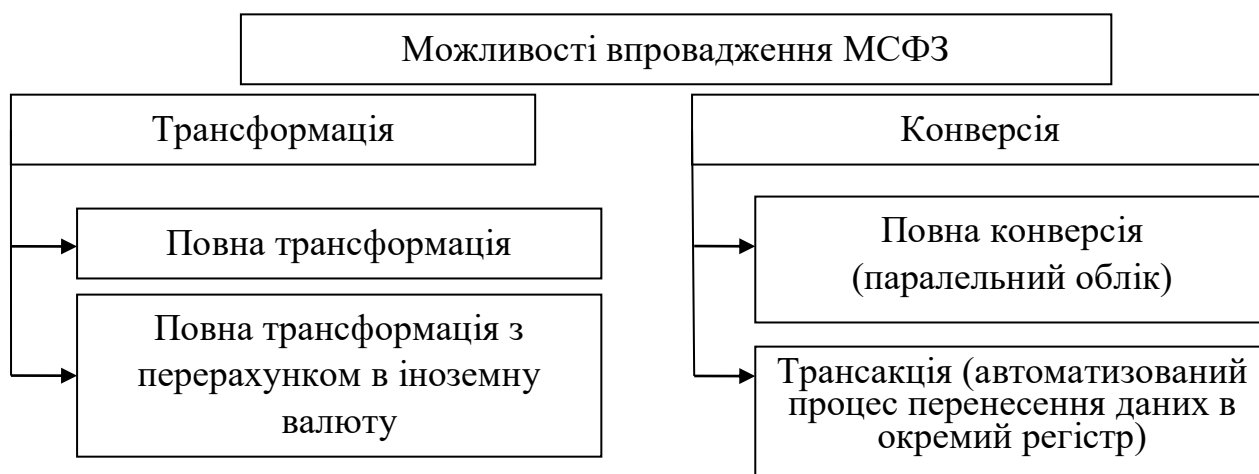 Можливості впровадження МСФЗ
Трансформація
Повна трансформація
Повна трансформація з
перерахунком в іноземну
валюту
Конверсія
Повна конверсія
(паралельний облік)
Трансакція (автоматизований
процес перенесення даних в
окремий регістр)